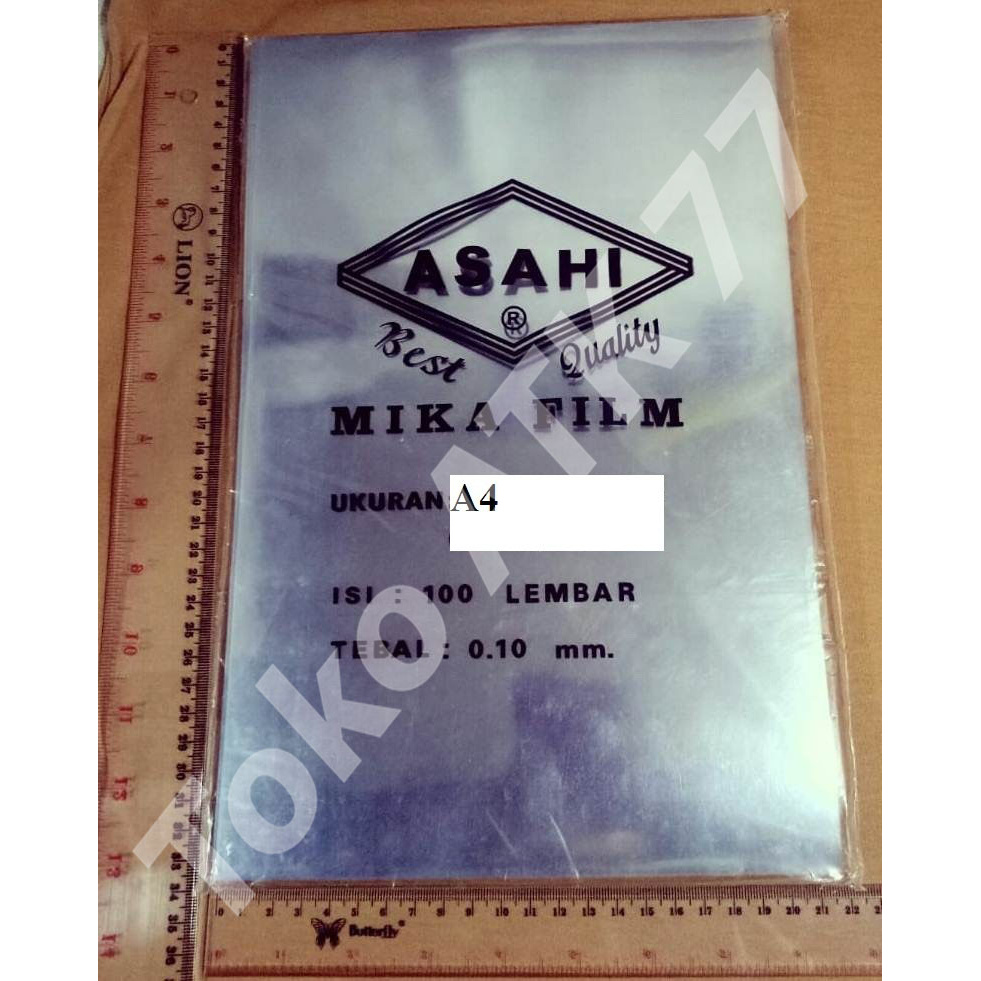 ASAHI
®
Best Quality
MIKA FILM
UKURAN A4
ISI : 100 LEMBAR
TEBAL : 0.10 mm.
LION®
Butterfly®
Toko ATK 77